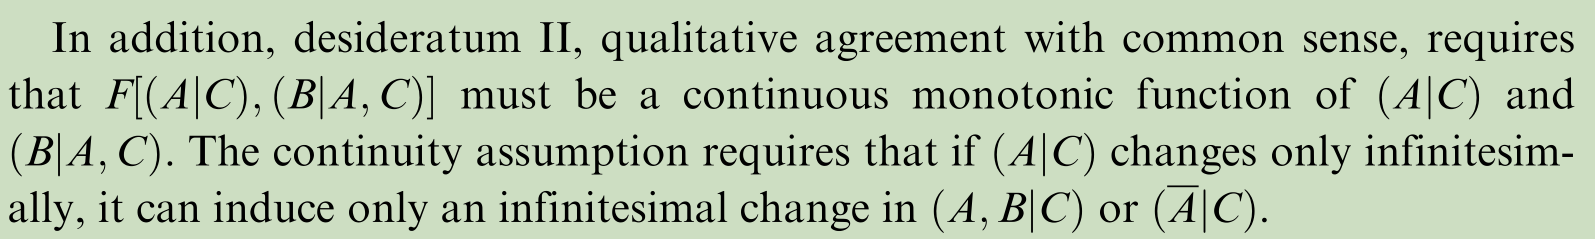 In addition, desideratum II, qualitative agreement with common sense, requires
that F[(A|C), (B|A, C)] must be a continuous monotonic function of (A|C) and
(B|A, C). The continuity assumption requires that if (A|C) changes only infinitesim-
ally, it can induce only an infinitesimal change in (A, B|C) or (A̅|C).